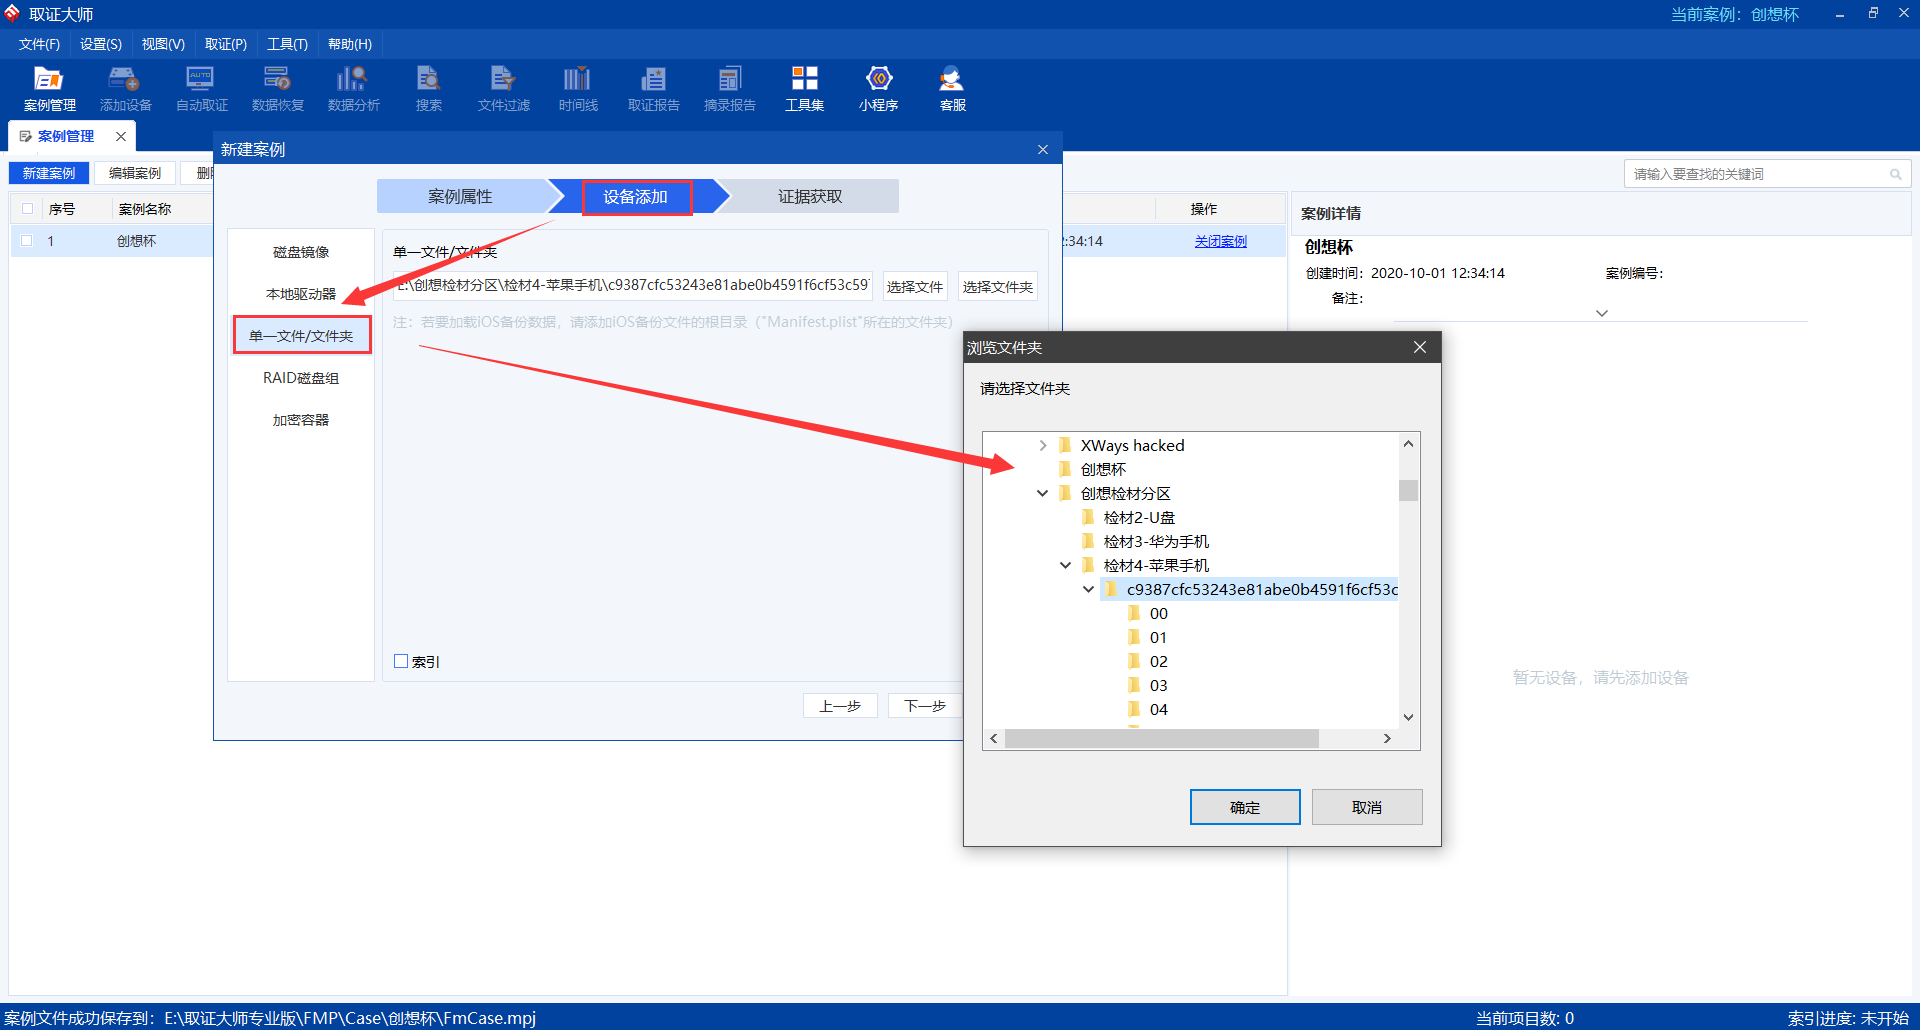 取证大师
当前案例：创想杯
文件(F) 设置(S) 视图(V) 取证(P) 工具(T) 帮助(H)
AUTO
案例管理 添加设备 自动取证 数据恢复 数据分析 搜索 文件过滤 时间线 取证报告 摘录报告 工具集 小程序 客服
案例管理
新建案例
新建案例 编辑案例
请输入要查找的关键词
案例属性 设备添加 证据获取
序号 案例名称 操作
案例详情
1 创想杯 2:34:14 关闭案例
创想杯
创建时间：2020-10-01 12:34:14 案例编号：
备注：
磁盘镜像
本地驱动器
单一文件/文件夹
RAID磁盘组
加密容器
单一文件/文件夹
E:\创想检材分区\检材4-苹果手机\c9387cfc53243e81abe0b4591f6cf53c59 选择文件 选择文件夹
注：若要加载iOS备份数据，请添加iOS备份文件的根目录（"Manifest.plist"所在的文件夹）
索引
上一步 下一步
浏览文件夹
请选择文件夹
XWays hacked
创想杯
创想检材分区
检材2-U盘
检材3-华为手机
检材4-苹果手机
c9387cfc53243e81abe0b4591f6cf53c
00
01
02
03
04
确定 取消
暂无设备，请先添加设备
案例文件成功保存到：E:\取证大师专业版\FMP\Case\创想杯\FmCase.mpj
当前项目数: 0
索引进度: 未开始